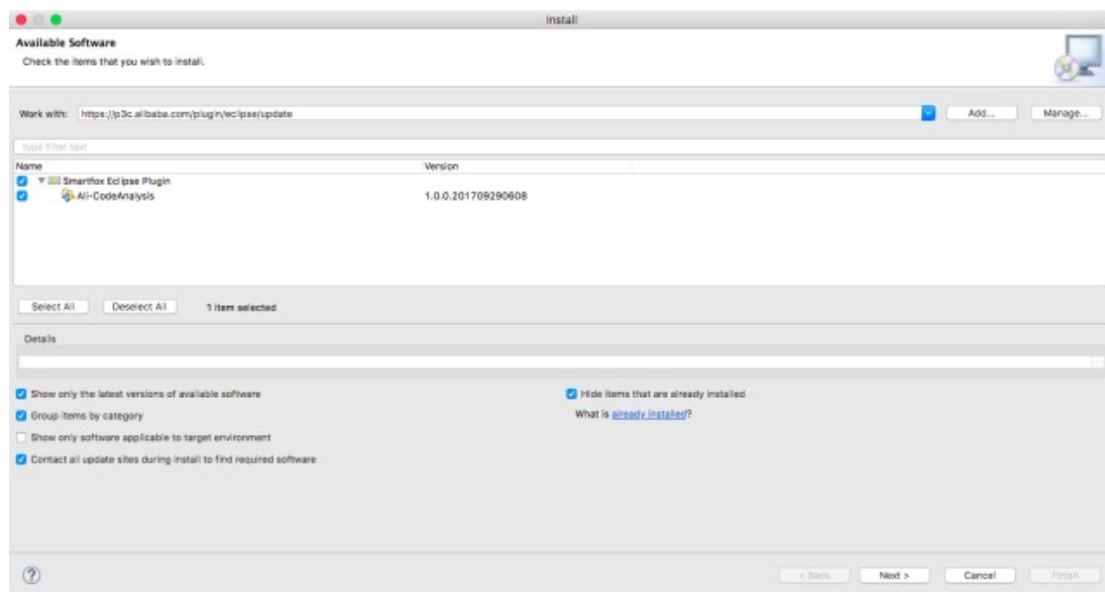 Install
Available Software
Check the items that you wish to install.
Work with: https://p3c.alibaba.com/plugin/eclipse/update Add... Manage...
type filter text
Name Version
Smartfox Eclipse Plugin
Ali-CodeAnalysis 1.0.0.201709290608
Select All Deselect All 1 item selected
Details
Show only the latest versions of available software Hide items that are already installed
Group items by category What is already installed?
Show only software applicable to target environment
Contact all update sites during install to find required software
? < Back Next > Cancel Finish